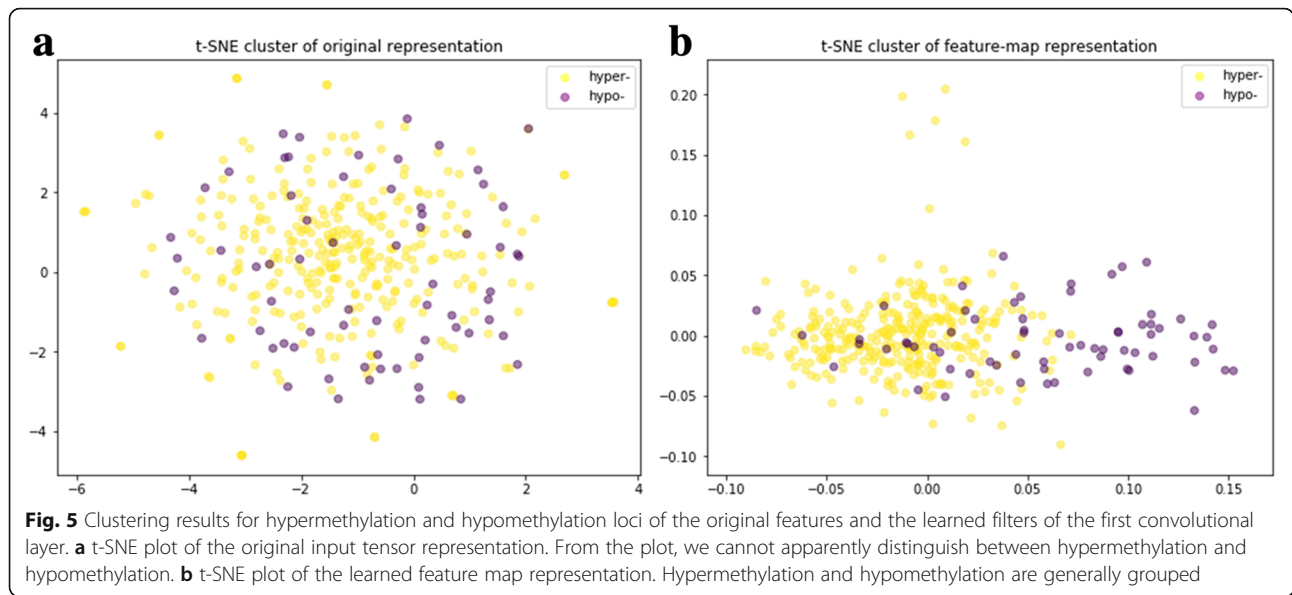 a
t-SNE cluster of original representation
hyper-
hypo-
4
2
0
−2
−4
−6
−4
−2
0
2
4
b
t-SNE cluster of feature-map representation
hyper-
hypo-
0.20
0.15
0.10
0.05
0.00
−0.05
−0.10
−0.10
−0.05
0.00
0.05
0.10
0.15
Fig. 5 Clustering results for hypermethylation and hypomethylation loci of the original features and the learned filters of the first convolutional
layer. a t-SNE plot of the original input tensor representation. From the plot, we cannot apparently distinguish between hypermethylation and
hypomethylation. b t-SNE plot of the learned feature map representation. Hypermethylation and hypomethylation are generally grouped